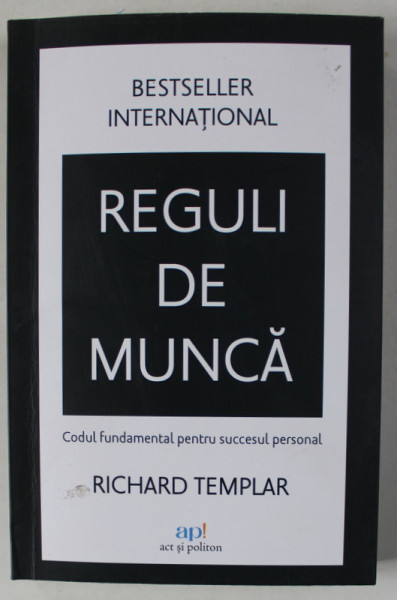 BESTSELLER
INTERNAȚIONAL
REGULI
DE
MUNCĂ
Codul fundamental pentru succesul personal
RICHARD TEMPLAR
ap!
act și politon